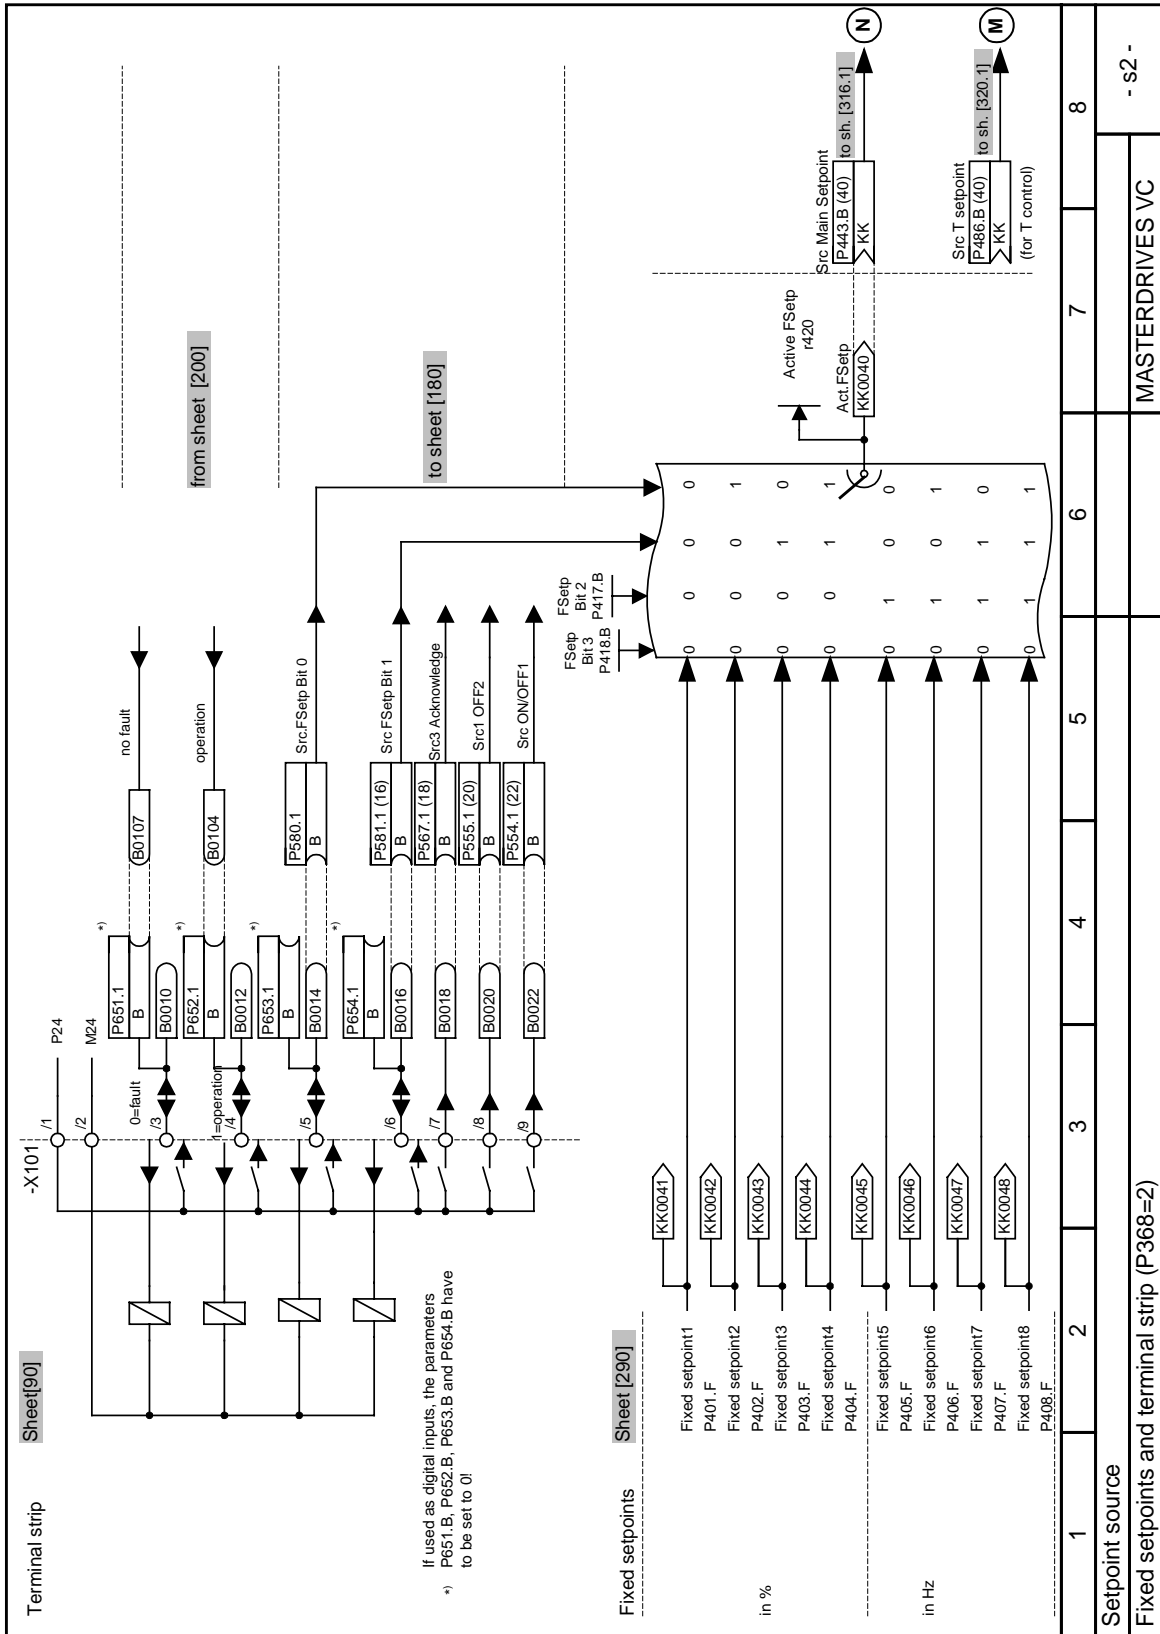 Terminal strip
Sheet[90]
-X101
/1
P24
/2
M24
0=fault
/3
P651.1
*)
B
B0010
B0107
no fault
from sheet [200]
1=operation
/4
P652.1
*)
B
B0012
B0104
operation
/5
P653.1
*)
B
B0014
P580.1
B
Src.FSetp Bit 0
/6
P654.1
*)
B
B0016
P581.1 (16)
B
Src FSetp Bit 1
to sheet [180]
/7
B0018
P567.1 (18)
B
Src3 Acknowledge
/8
B0020
P555.1 (20)
B
Src1 OFF2
/9
B0022
P554.1 (22)
B
Src ON/OFF1
*)
If used as digital inputs, the parameters
P651.B, P652.B, P653.B and P654.B have
to be set to 0!
Fixed setpoints
Sheet [290]
FSetp
Bit 3
P418.B
FSetp
Bit 2
P417.B
in %
Fixed setpoint1
P401.F
KK0041
0 0 0 0
Fixed setpoint2
P402.F
KK0042
0 0 0 1
Fixed setpoint3
P403.F
KK0043
0 0 1 0
Fixed setpoint4
P404.F
KK0044
0 0 1 1
in Hz
Fixed setpoint5
P405.F
KK0045
0 1 0 0
Fixed setpoint6
P406.F
KK0046
0 1 0 1
Fixed setpoint7
P407.F
KK0047
0 1 1 0
Fixed setpoint8
P408.F
KK0048
0 1 1 1
Active FSetp
r420
Act.FSetp
KK0040
Src Main Setpoint
P443.B (40)
KK
to sh. [316.1]
N
Src T setpoint
P486.B (40)
KK
(for T control)
to sh. [320.1]
M
1 2 3 4 5 6 7 8
Setpoint source
- s2 -
Fixed setpoints and terminal strip (P368=2)
MASTERDRIVES VC